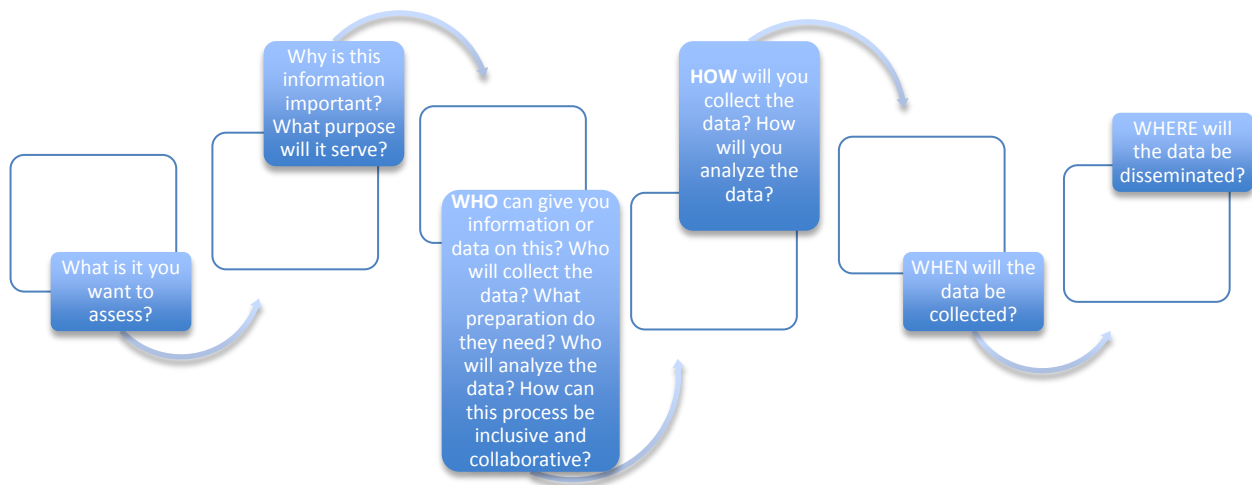 What is it you
want to
assess?
Why is this
information
important?
What purpose
will it serve?
WHO can give you
information or
data on this? Who
will collect the
data? What
preparation do
they need? Who
will analyze the
data? How can
this process be
inclusive and
collaborative?
HOW will you
collect the
data? How
will you
analyze the
data?
WHEN will the
data be
collected?
WHERE will
the data be
disseminated?